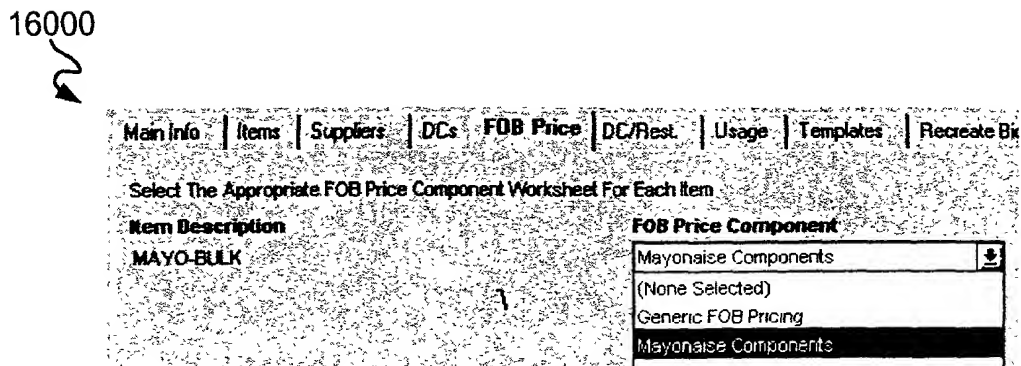 16000
Main Info Items Suppliers DCs FOB Price DC/Rest. Usage Templates Recreate
Select The Appropriate FOB Price Component Worksheet For Each Item
Item Description FOB Price Component
MAYO-BULK Mayonaise Components
(None Selected)
Generic FOB Pricing
Mayonaise Components